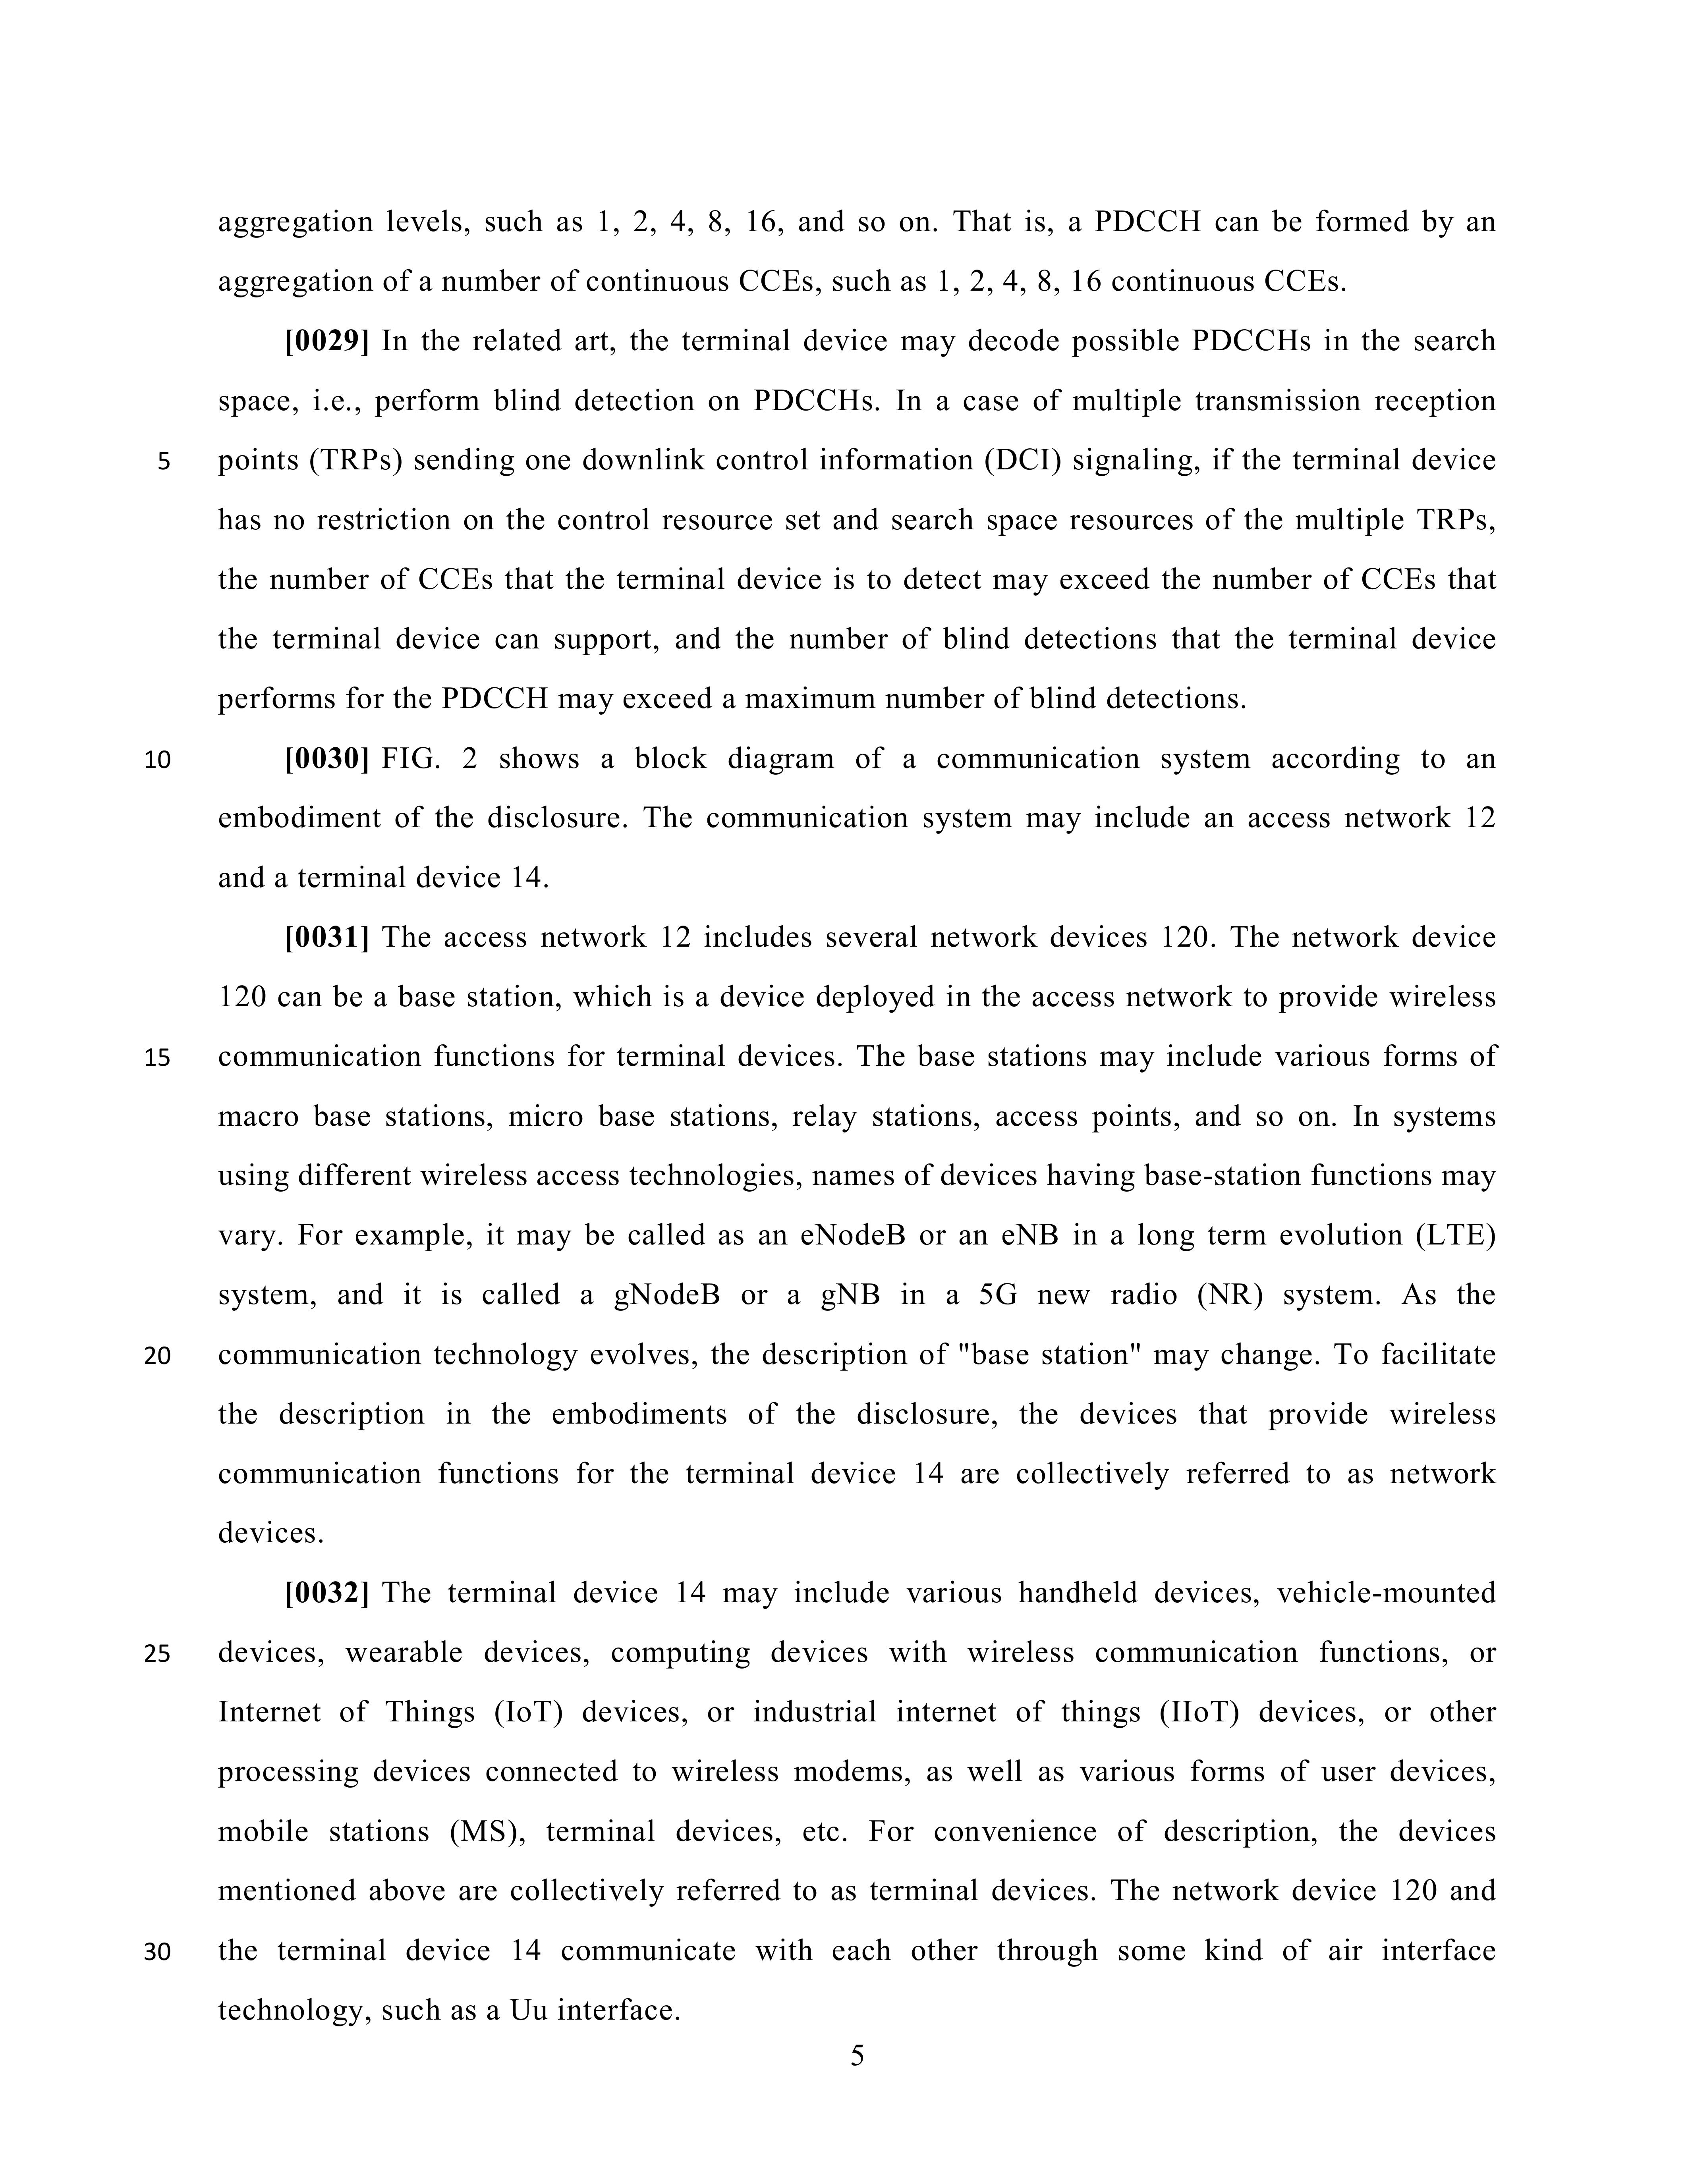 aggregation levels, such as 1, 2, 4, 8, 16, and so on. That is, a PDCCH can be formed by an
aggregation of a number of continuous CCEs, such as 1, 2, 4, 8, 16 continuous CCEs.
[0029] In the related art, the terminal device may decode possible PDCCHs in the search
space, i.e., perform blind detection on PDCCHs. In a case of multiple transmission reception
5 points (TRPs) sending one downlink control information (DCI) signaling, if the terminal device
has no restriction on the control resource set and search space resources of the multiple TRPs,
the number of CCEs that the terminal device is to detect may exceed the number of CCEs that
the terminal device can support, and the number of blind detections that the terminal device
performs for the PDCCH may exceed a maximum number of blind detections.
10 [0030] FIG. 2 shows a block diagram of a communication system according to an
embodiment of the disclosure. The communication system may include an access network 12
and a terminal device 14.
[0031] The access network 12 includes several network devices 120. The network device
120 can be a base station, which is a device deployed in the access network to provide wireless
15 communication functions for terminal devices. The base stations may include various forms of
macro base stations, micro base stations, relay stations, access points, and so on. In systems
using different wireless access technologies, names of devices having base-station functions may
vary. For example, it may be called as an eNodeB or an eNB in a long term evolution (LTE)
system, and it is called a gNodeB or a gNB in a 5G new radio (NR) system. As the
20 communication technology evolves, the description of "base station" may change. To facilitate
the description in the embodiments of the disclosure, the devices that provide wireless
communication functions for the terminal device 14 are collectively referred to as network
devices.
[0032] The terminal device 14 may include various handheld devices, vehicle-mounted
25 devices, wearable devices, computing devices with wireless communication functions, or
Internet of Things (IoT) devices, or industrial internet of things (IIoT) devices, or other
processing devices connected to wireless modems, as well as various forms of user devices,
mobile stations (MS), terminal devices, etc. For convenience of description, the devices
mentioned above are collectively referred to as terminal devices. The network device 120 and
30 the terminal device 14 communicate with each other through some kind of air interface
technology, such as a Uu interface.
5